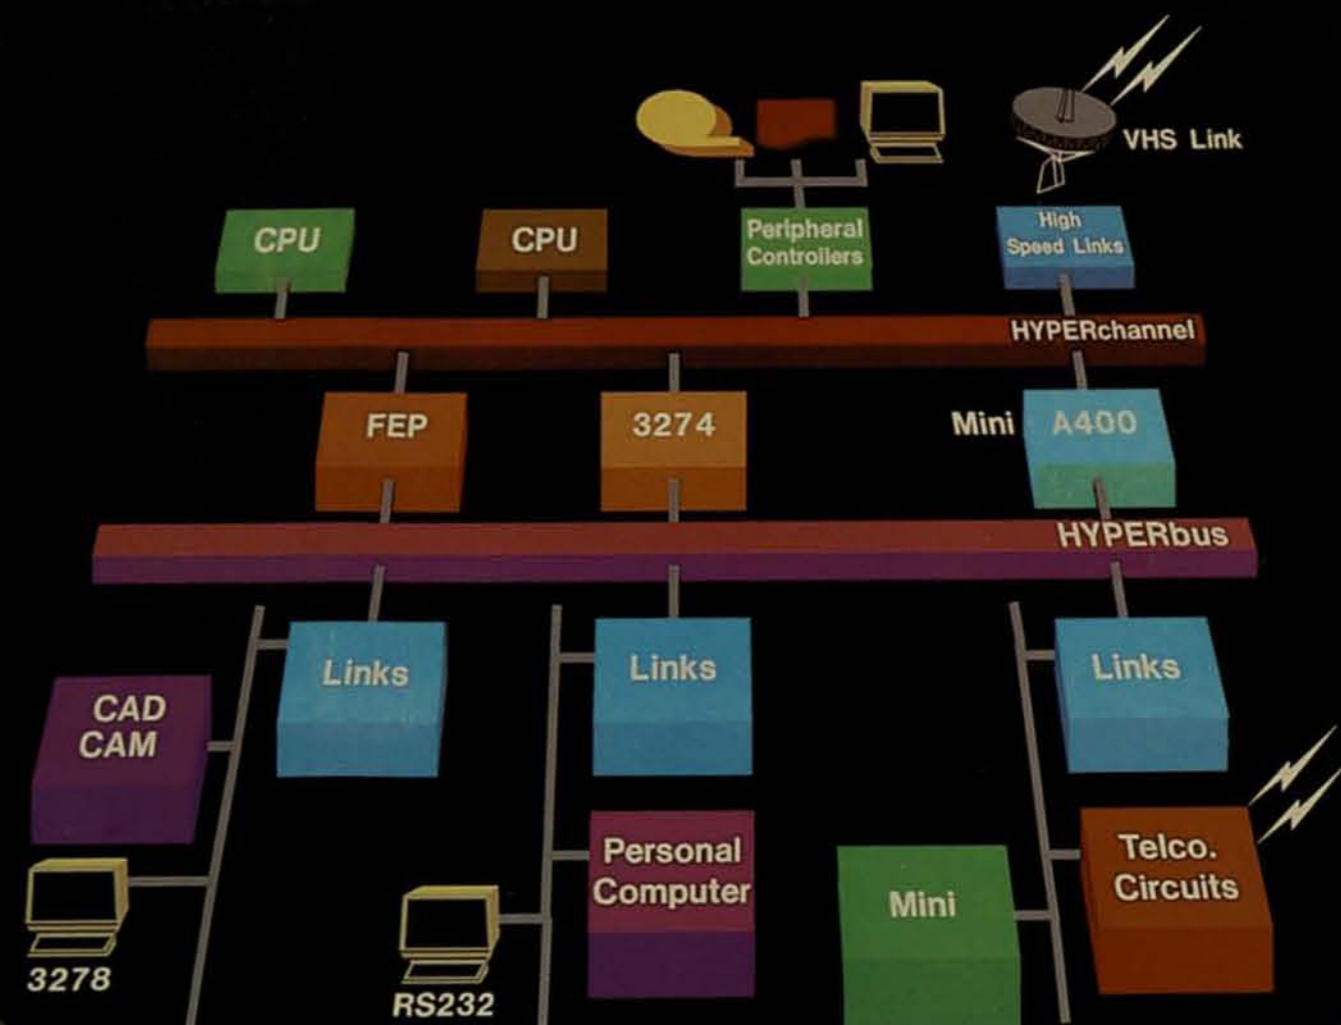 VHS Link
CPU
CPU
Peripheral
Controllers
High
Speed Links
HYPERchannel
FEP
3274
Mini
A400
HYPERbus
Links
Links
Links
CAD
CAM
Personal
Computer
Telco.
Circuits
Mini
3278
RS232